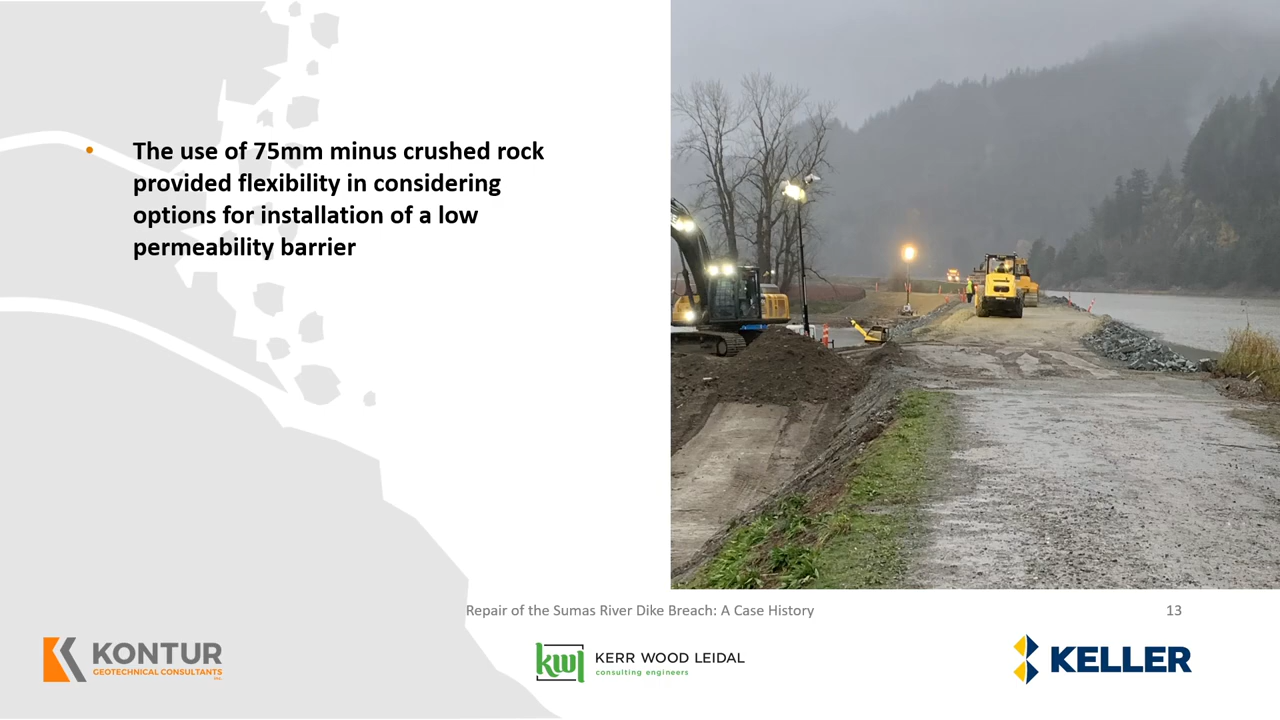 • The use of 75mm minus crushed rock
provided flexibility in considering
options for installation of a low
permeability barrier
Repair of the Sumas River Dike Breach: A Case History
13
KONTUR
GEOTECHNICAL CONSULTANTS
INC.
kwl
KERR WOOD LEIDAL
consulting engineers
KELLER